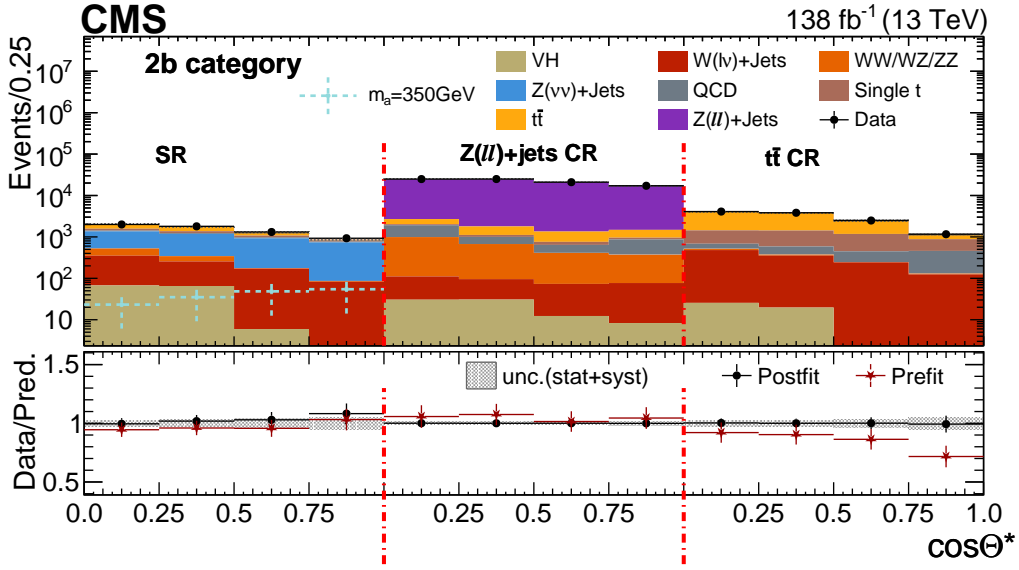 CMS 138 fb⁻¹ (13 TeV)
Events/0.25
10⁷
10⁶
10⁵
10⁴
10³
10²
10
2b category
mₐ=350GeV
VH
W(lν)+Jets
WW/WZ/ZZ
Z(νν)+Jets
QCD
Single t
tt̄
Z(ll)+Jets
Data
SR
Z(ll)+jets CR
tt̄ CR
Data/Pred.
1.5
1
0.5
unc.(stat+syst)
Postfit
Prefit
0.0 0.25 0.5 0.75 0.25 0.5 0.75 0.25 0.5 0.75 1.0
cosΘ*